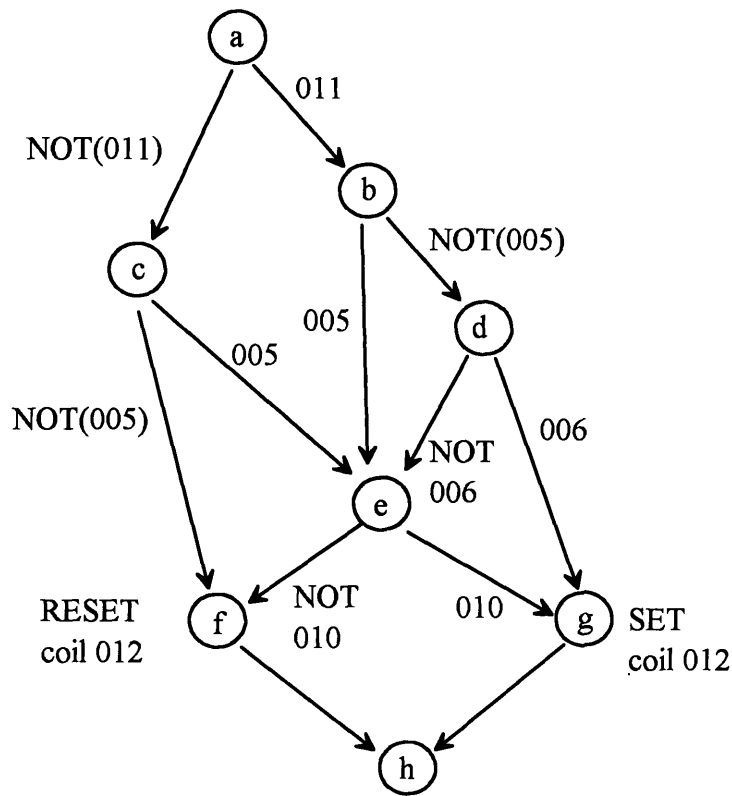 a
011
NOT(011)
b
NOT(005)
c
005
d
005
NOT(005)
006
NOT
006
e
RESET
coil 012
f
NOT
010
010
g
SET
coil 012
h